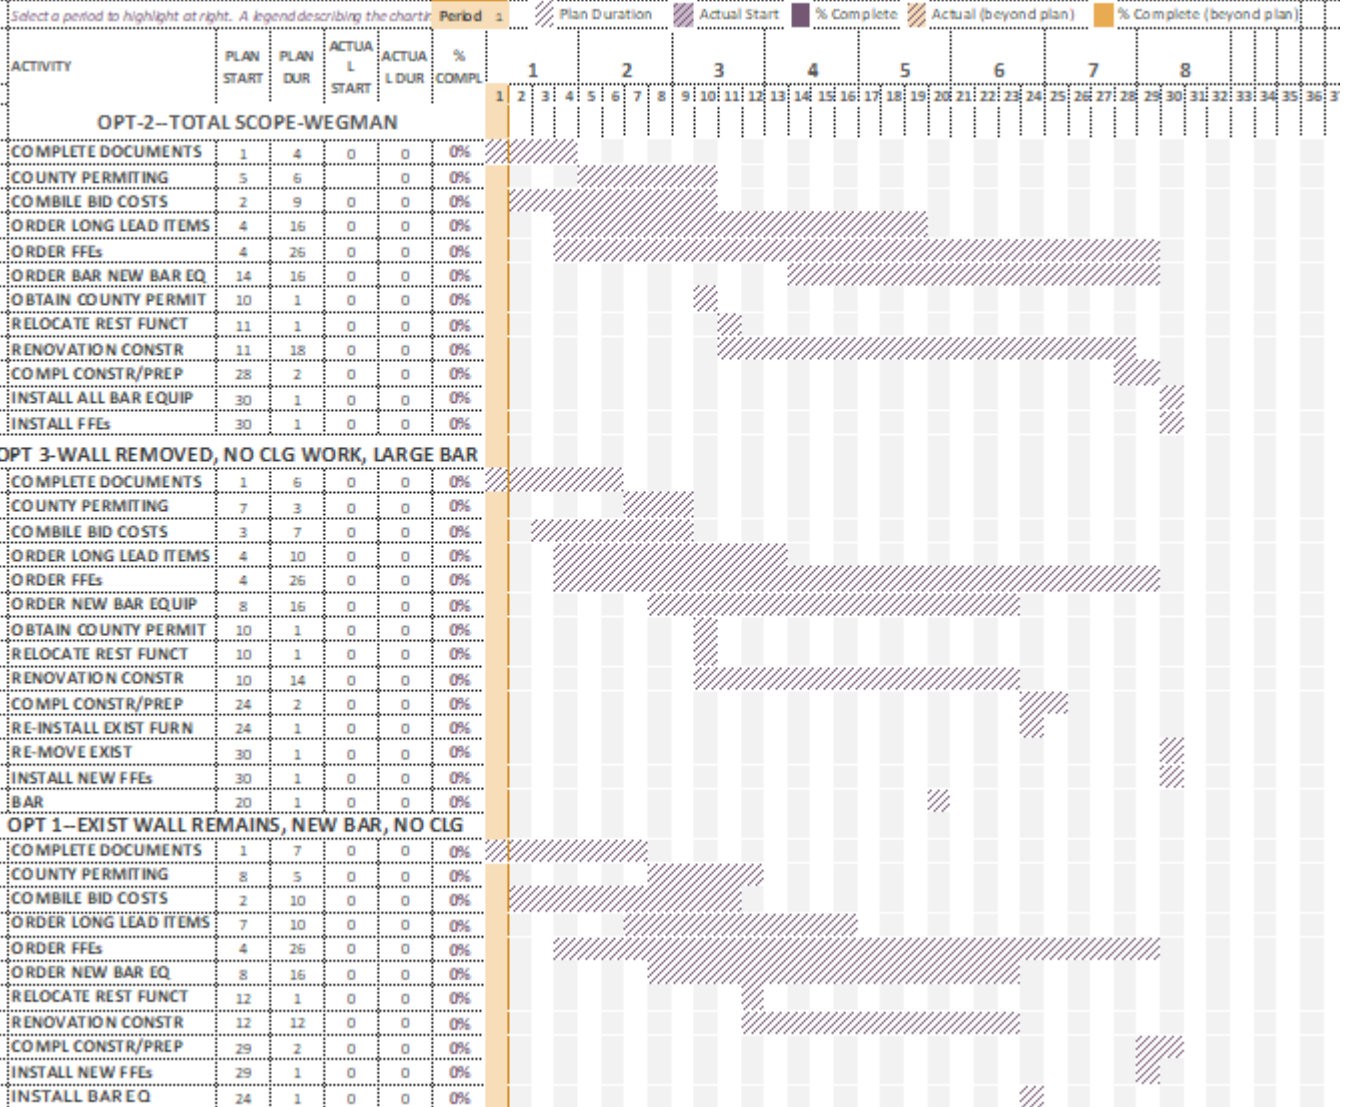 Select a period to highlight at right. A legend describing the chartin Period 1 Plan Duration Actual Start % Complete Actual (beyond plan) % Complete (beyond plan)
ACTIVITY PLAN START PLAN DUR ACTUA L START ACTUA L DUR % COMPL
1 2 3 4 5 6 7 8
1 2 3 4 5 6 7 8 9 10 11 12 13 14 15 16 17 18 19 20 21 22 23 24 25 26 27 28 29 30 31 32 33 34 35 36
OPT-2--TOTAL SCOPE-WEGMAN
COMPLETE DOCUMENTS 1 4 0 0 0%
COUNTY PERMITING 5 6 0 0%
COMBILE BID COSTS 2 9 0 0 0%
ORDER LONG LEAD ITEMS 4 16 0 0 0%
ORDER FFEs 4 26 0 0 0%
ORDER BAR NEW BAR EQ 14 16 0 0 0%
OBTAIN COUNTY PERMIT 10 1 0 0 0%
RELOCATE REST FUNCT 11 1 0 0 0%
RENOVATION CONSTR 11 18 0 0 0%
COMPL CONSTR/PREP 28 2 0 0 0%
INSTALL ALL BAR EQUIP 30 1 0 0 0%
INSTALL FFEs 30 1 0 0 0%
OPT 3-WALL REMOVED, NO CLG WORK, LARGE BAR
COMPLETE DOCUMENTS 1 6 0 0 0%
COUNTY PERMITING 7 3 0 0 0%
COMBILE BID COSTS 3 7 0 0 0%
ORDER LONG LEAD ITEMS 4 10 0 0 0%
ORDER FFEs 4 26 0 0 0%
ORDER NEW BAR EQUIP 8 16 0 0 0%
OBTAIN COUNTY PERMIT 10 1 0 0 0%
RELOCATE REST FUNCT 10 1 0 0 0%
RENOVATION CONSTR 10 14 0 0 0%
COMPL CONSTR/PREP 24 2 0 0 0%
RE-INSTALL EXIST FURN 24 1 0 0 0%
RE-MOVE EXIST 30 1 0 0 0%
INSTALL NEW FFEs 30 1 0 0 0%
BAR 20 1 0 0 0%
OPT 1--EXIST WALL REMAINS, NEW BAR, NO CLG
COMPLETE DOCUMENTS 1 7 0 0 0%
COUNTY PERMITING 8 5 0 0 0%
COMBILE BID COSTS 2 10 0 0 0%
ORDER LONG LEAD ITEMS 7 10 0 0 0%
ORDER FFEs 4 26 0 0 0%
ORDER NEW BAR EQ 8 16 0 0 0%
RELOCATE REST FUNCT 12 1 0 0 0%
RENOVATION CONSTR 12 12 0 0 0%
COMPL CONSTR/PREP 29 2 0 0 0%
INSTALL NEW FFEs 29 1 0 0 0%
INSTALL BAR EQ 24 1 0 0 0%